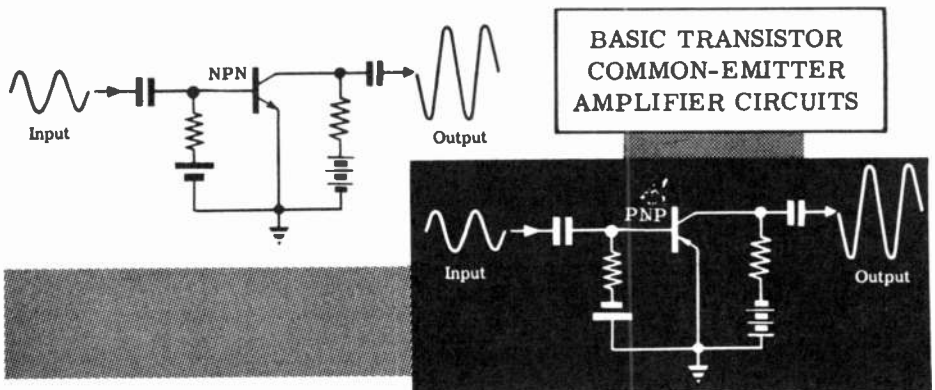 NPN
Input
Output
BASIC TRANSISTOR
COMMON-EMITTER
AMPLIFIER CIRCUITS
PNP
Input
Output